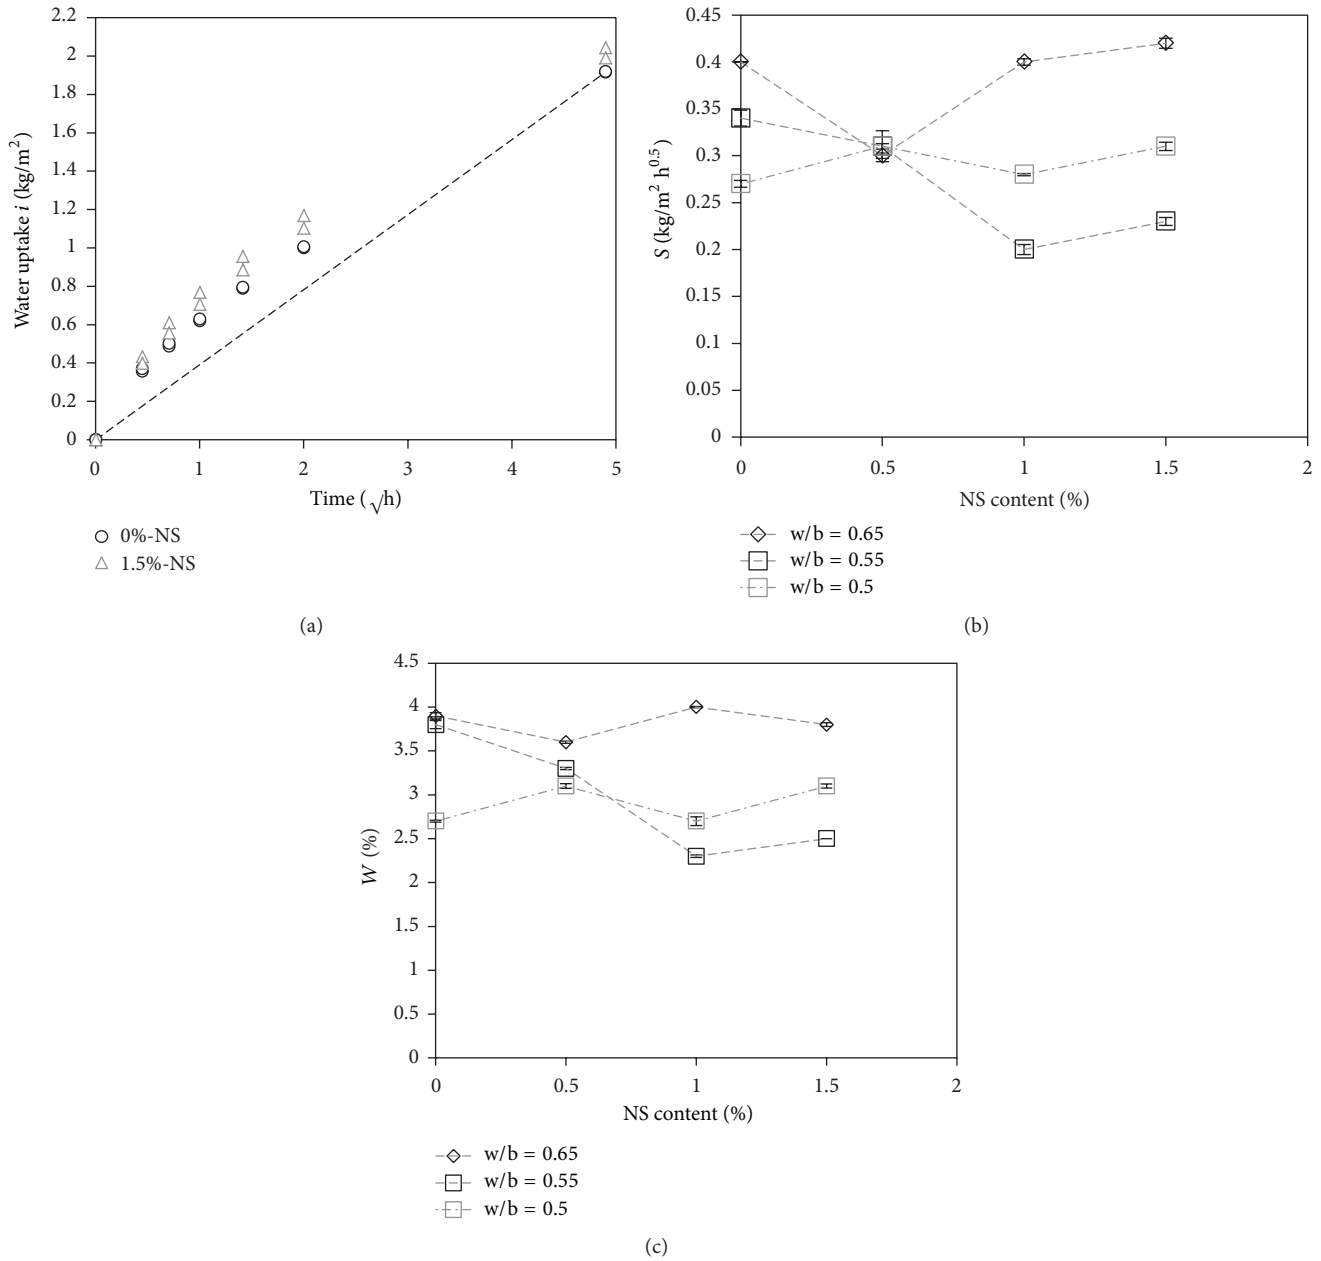 2.2
2
1.8
1.6
1.4
1.2
1
0.8
0.6
0.4
0.2
0
Water uptake i (kg/m²)
0 1 2 3 4 5
Time (√h)
0%-NS
1.5%-NS
(a)
0.45
0.4
0.35
0.3
0.25
0.2
0.15
0.1
0.05
0
S (kg/m² h^0.5)
0 0.5 1 1.5 2
NS content (%)
w/b = 0.65
w/b = 0.55
w/b = 0.5
(b)
4.5
4
3.5
3
2.5
2
1.5
1
0.5
0
W (%)
0 0.5 1 1.5 2
NS content (%)
w/b = 0.65
w/b = 0.55
w/b = 0.5
(c)